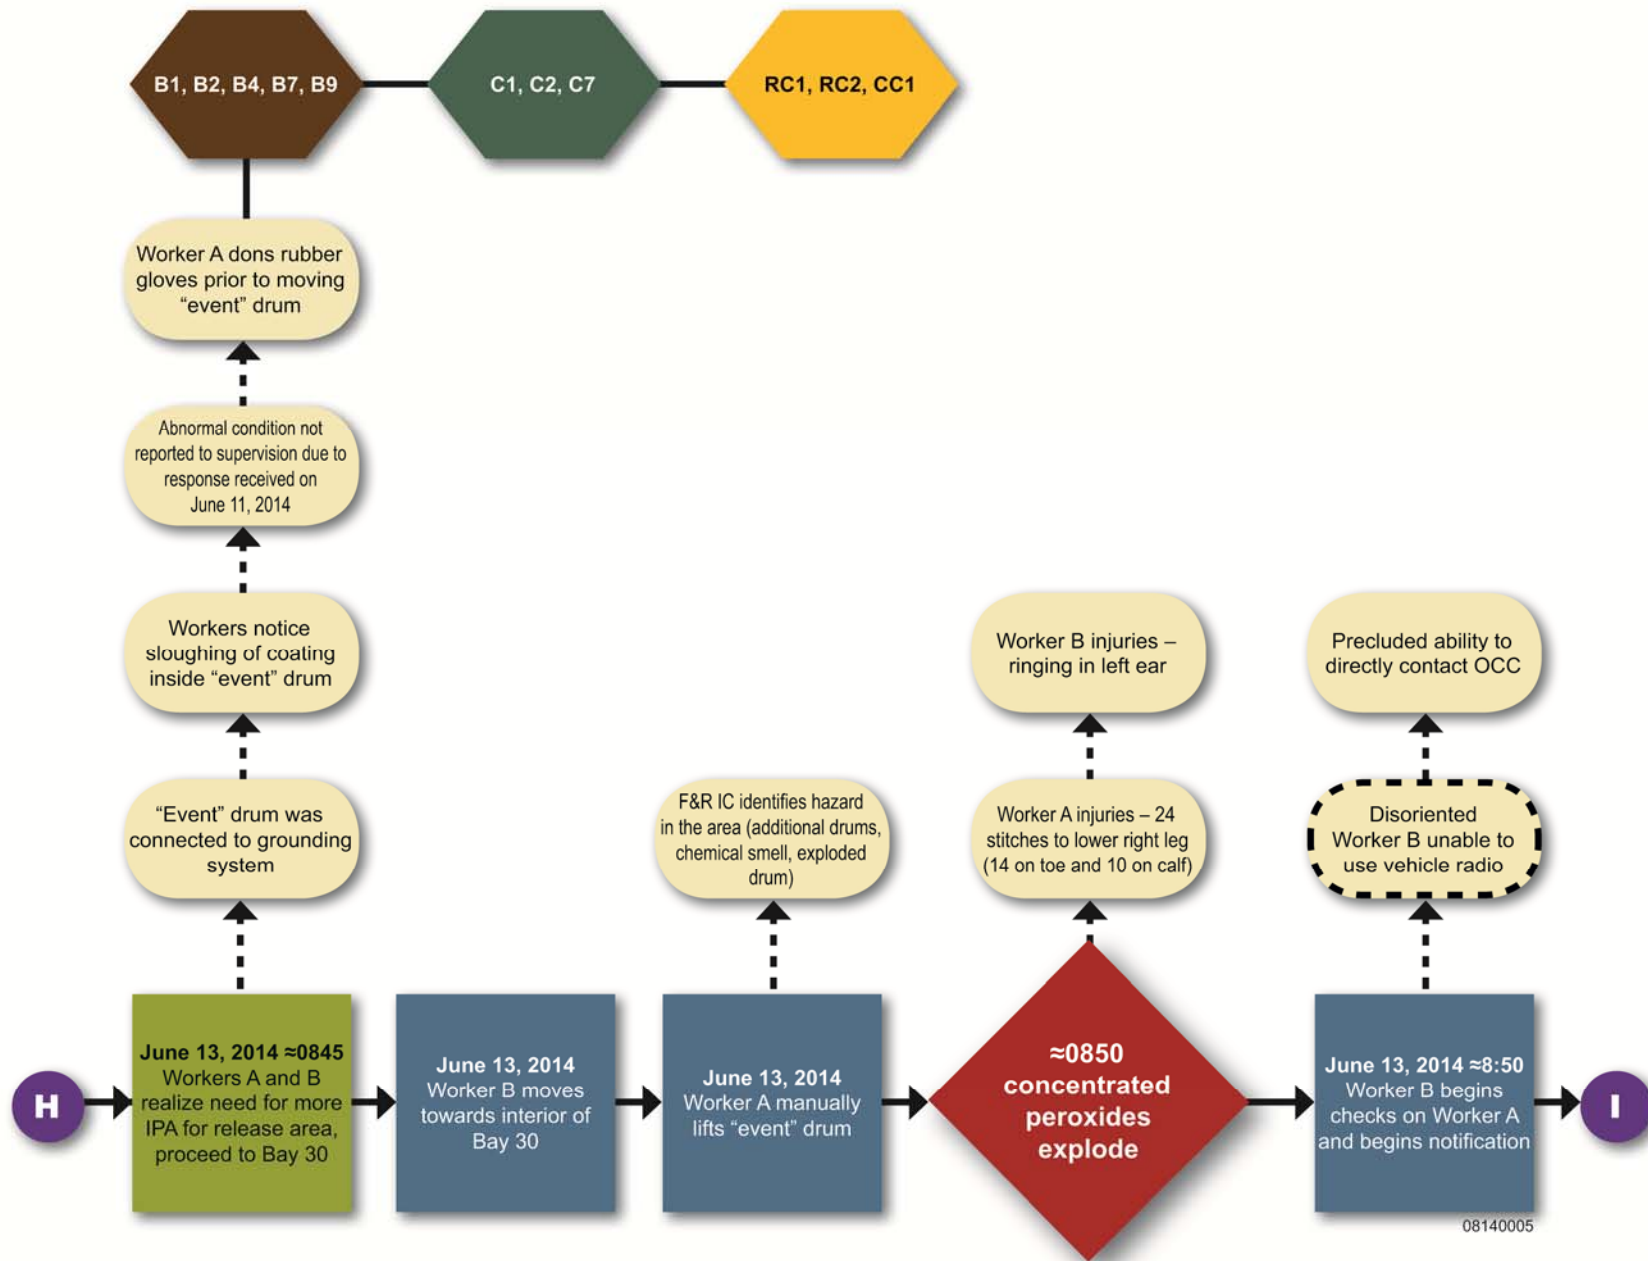 B1, B2, B4, B7, B9
C1, C2, C7
RC1, RC2, CC1
Worker A dons rubber
gloves prior to moving
“event” drum
Abnormal condition not
reported to supervision due to
response received on
June 11, 2014
Workers notice
sloughing of coating
inside “event” drum
Worker B injuries –
ringing in left ear
Precluded ability to
directly contact OCC
“Event” drum was
connected to grounding
system
F&R IC identifies hazard
in the area (additional drums,
chemical smell, exploded
drum)
Worker A injuries – 24
stitches to lower right leg
(14 on toe and 10 on calf)
Disoriented
Worker B unable to
use vehicle radio
H
June 13, 2014 ≈0845
Workers A and B
realize need for more
IPA for release area,
proceed to Bay 30
June 13, 2014
Worker B moves
towards interior of
Bay 30
June 13, 2014
Worker A manually
lifts “event” drum
≈0850
concentrated
peroxides
explode
June 13, 2014 ≈8:50
Worker B begins
checks on Worker A
and begins notification
I
08140005